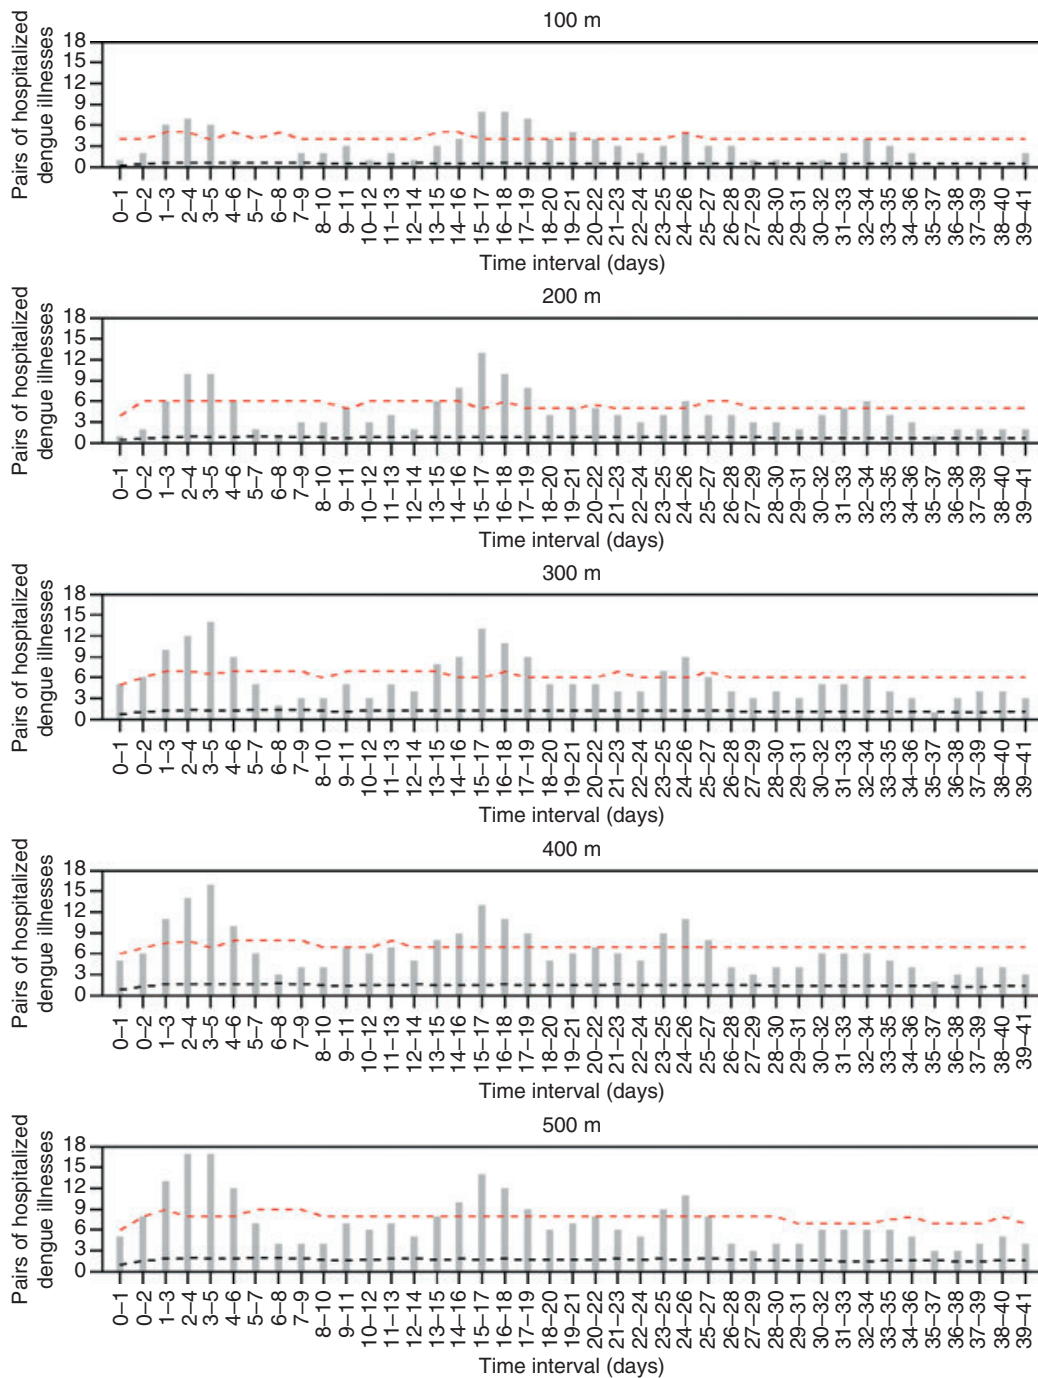 100 m
Pairs of hospitalized
dengue illnesses
18
15
12
9
6
3
0
0–1 0–2 1–3 2–4 3–5 4–6 5–7 6–8 7–9 8–10 9–11 10–12 11–13 12–14 13–15 14–16 15–17 16–18 17–19 18–20 19–21 20–22 21–23 22–24 23–25 24–26 25–27 26–28 27–29 28–30 29–31 30–32 31–33 32–34 33–35 34–36 35–37 36–38 37–39 38–40 39–41
Time interval (days)
200 m
Pairs of hospitalized
dengue illnesses
18
15
12
9
6
3
0
0–1 0–2 1–3 2–4 3–5 4–6 5–7 6–8 7–9 8–10 9–11 10–12 11–13 12–14 13–15 14–16 15–17 16–18 17–19 18–20 19–21 20–22 21–23 22–24 23–25 24–26 25–27 26–28 27–29 28–30 29–31 30–32 31–33 32–34 33–35 34–36 35–37 36–38 37–39 38–40 39–41
Time interval (days)
300 m
Pairs of hospitalized
dengue illnesses
18
15
12
9
6
3
0
0–1 0–2 1–3 2–4 3–5 4–6 5–7 6–8 7–9 8–10 9–11 10–12 11–13 12–14 13–15 14–16 15–17 16–18 17–19 18–20 19–21 20–22 21–23 22–24 23–25 24–26 25–27 26–28 27–29 28–30 29–31 30–32 31–33 32–34 33–35 34–36 35–37 36–38 37–39 38–40 39–41
Time interval (days)
400 m
Pairs of hospitalized
dengue illnesses
18
15
12
9
6
3
0
0–1 0–2 1–3 2–4 3–5 4–6 5–7 6–8 7–9 8–10 9–11 10–12 11–13 12–14 13–15 14–16 15–17 16–18 17–19 18–20 19–21 20–22 21–23 22–24 23–25 24–26 25–27 26–28 27–29 28–30 29–31 30–32 31–33 32–34 33–35 34–36 35–37 36–38 37–39 38–40 39–41
Time interval (days)
500 m
Pairs of hospitalized
dengue illnesses
18
15
12
9
6
3
0
0–1 0–2 1–3 2–4 3–5 4–6 5–7 6–8 7–9 8–10 9–11 10–12 11–13 12–14 13–15 14–16 15–17 16–18 17–19 18–20 19–21 20–22 21–23 22–24 23–25 24–26 25–27 26–28 27–29 28–30 29–31 30–32 31–33 32–34 33–35 34–36 35–37 36–38 37–39 38–40 39–41
Time interval (days)